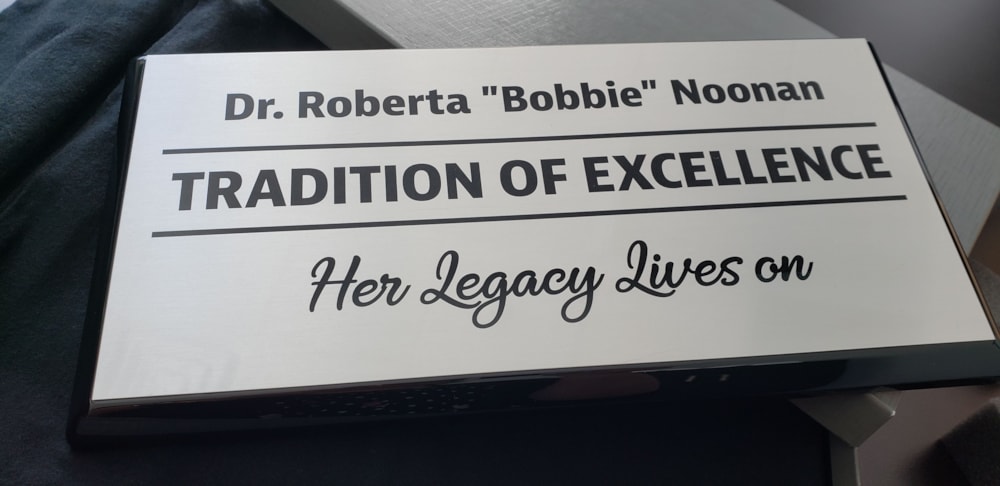 Dr. Roberta "Bobbie" Noonan
TRADITION OF EXCELLENCE
Her Legacy Lives on